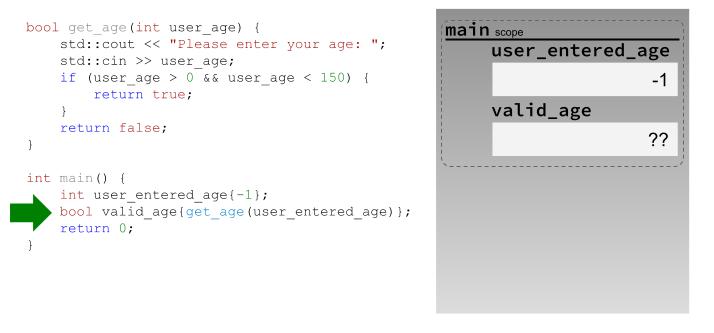 bool get_age(int user_age) {
    std::cout << "Please enter your age: ";
    std::cin >> user_age;
    if (user_age > 0 && user_age < 150) {
        return true;
    }
    return false;
}
int main() {
    int user_entered_age{-1};
    bool valid_age{get_age(user_entered_age)};
    return 0;
}
main scope
user_entered_age
-1
valid_age
??